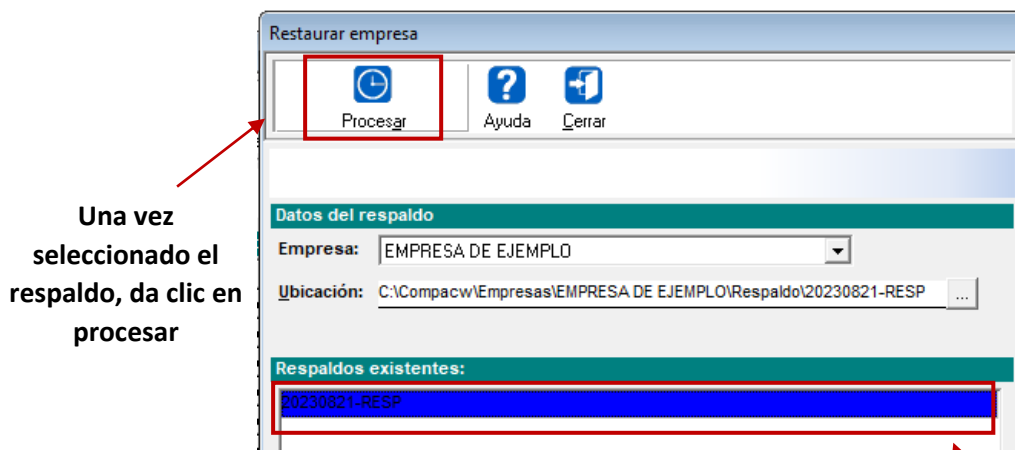 Restaurar empresa
Procesar
Ayuda
Cerrar
Una vez
seleccionado el
respaldo, da clic en
procesar
Datos del respaldo
Empresa: EMPRESA DE EJEMPLO
Ubicación: C:\Compacw\Empresas\EMPRESA DE EJEMPLO\Respaldo\20230821-RESP ...
Respaldos existentes:
20230821-RESP